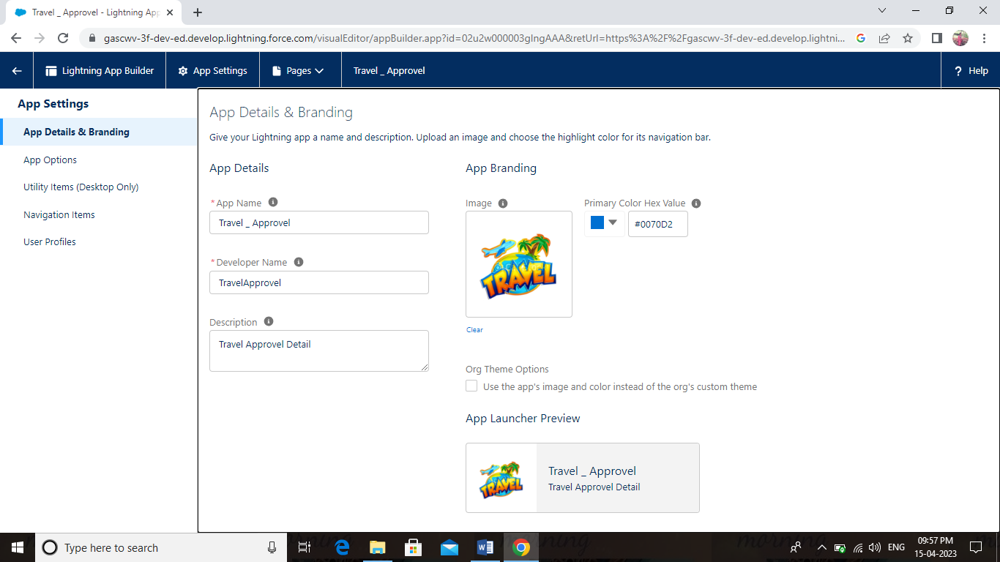 Travel _ Approvel - Lightning App
gascwv-3f-dev-ed.develop.lightning.force.com/visualEditor/appBuilder.app?id=02u2w000003glngAAA&retUrl=https%3A%2F%2Fgascwv-3f-dev-ed.develop.lightni...
Lightning App Builder
App Settings
Pages
Travel _ Approvel
? Help
App Settings
App Details & Branding
App Options
Utility Items (Desktop Only)
Navigation Items
User Profiles
App Details & Branding
Give your Lightning app a name and description. Upload an image and choose the highlight color for its navigation bar.
App Details
* App Name
Travel _ Approvel
* Developer Name
TravelApprovel
Description
Travel Approvel Detail
App Branding
Image
TRAVEL
Clear
Primary Color Hex Value
#0070D2
Org Theme Options
Use the app's image and color instead of the org's custom theme
App Launcher Preview
TRAVEL
Travel _ Approvel
Travel Approvel Detail
Type here to search
morning
morning
ENG
09:57 PM
15-04-2023